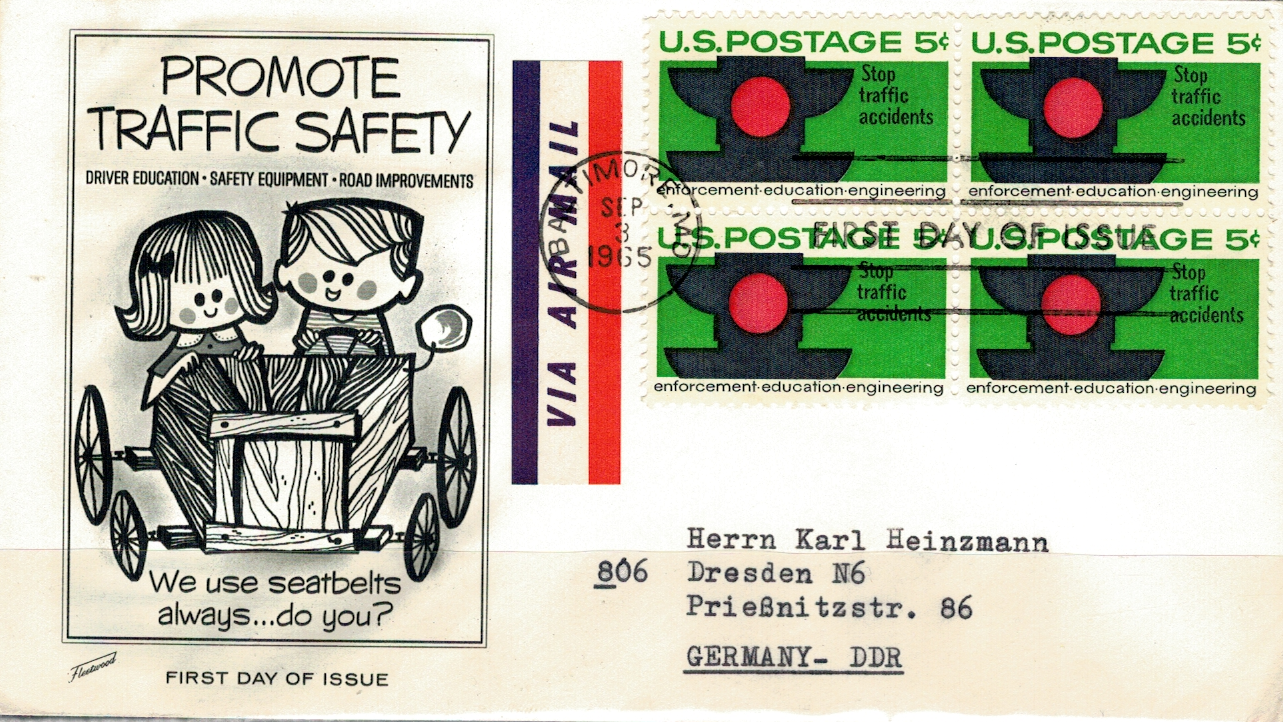 PROMOTE
TRAFFIC SAFETY
DRIVER EDUCATION • SAFETY EQUIPMENT • ROAD IMPROVEMENTS
We use seatbelts
always...do you?
Fleetwood
FIRST DAY OF ISSUE
VIA AIR MAIL
BALTIMORE, MD
SEP
3
1965
FIRST DAY OF ISSUE
U.S.POSTAGE 5¢
Stop
traffic
accidents
enforcement·education·engineering
U.S.POSTAGE 5¢
Stop
traffic
accidents
enforcement·education·engineering
U.S.POSTAGE 5¢
Stop
traffic
accidents
enforcement·education·engineering
U.S.POSTAGE 5¢
Stop
traffic
accidents
enforcement·education·engineering
Herrn Karl Heinzmann
806 Dresden N6
Prießnitzstr. 86
GERMANY- DDR